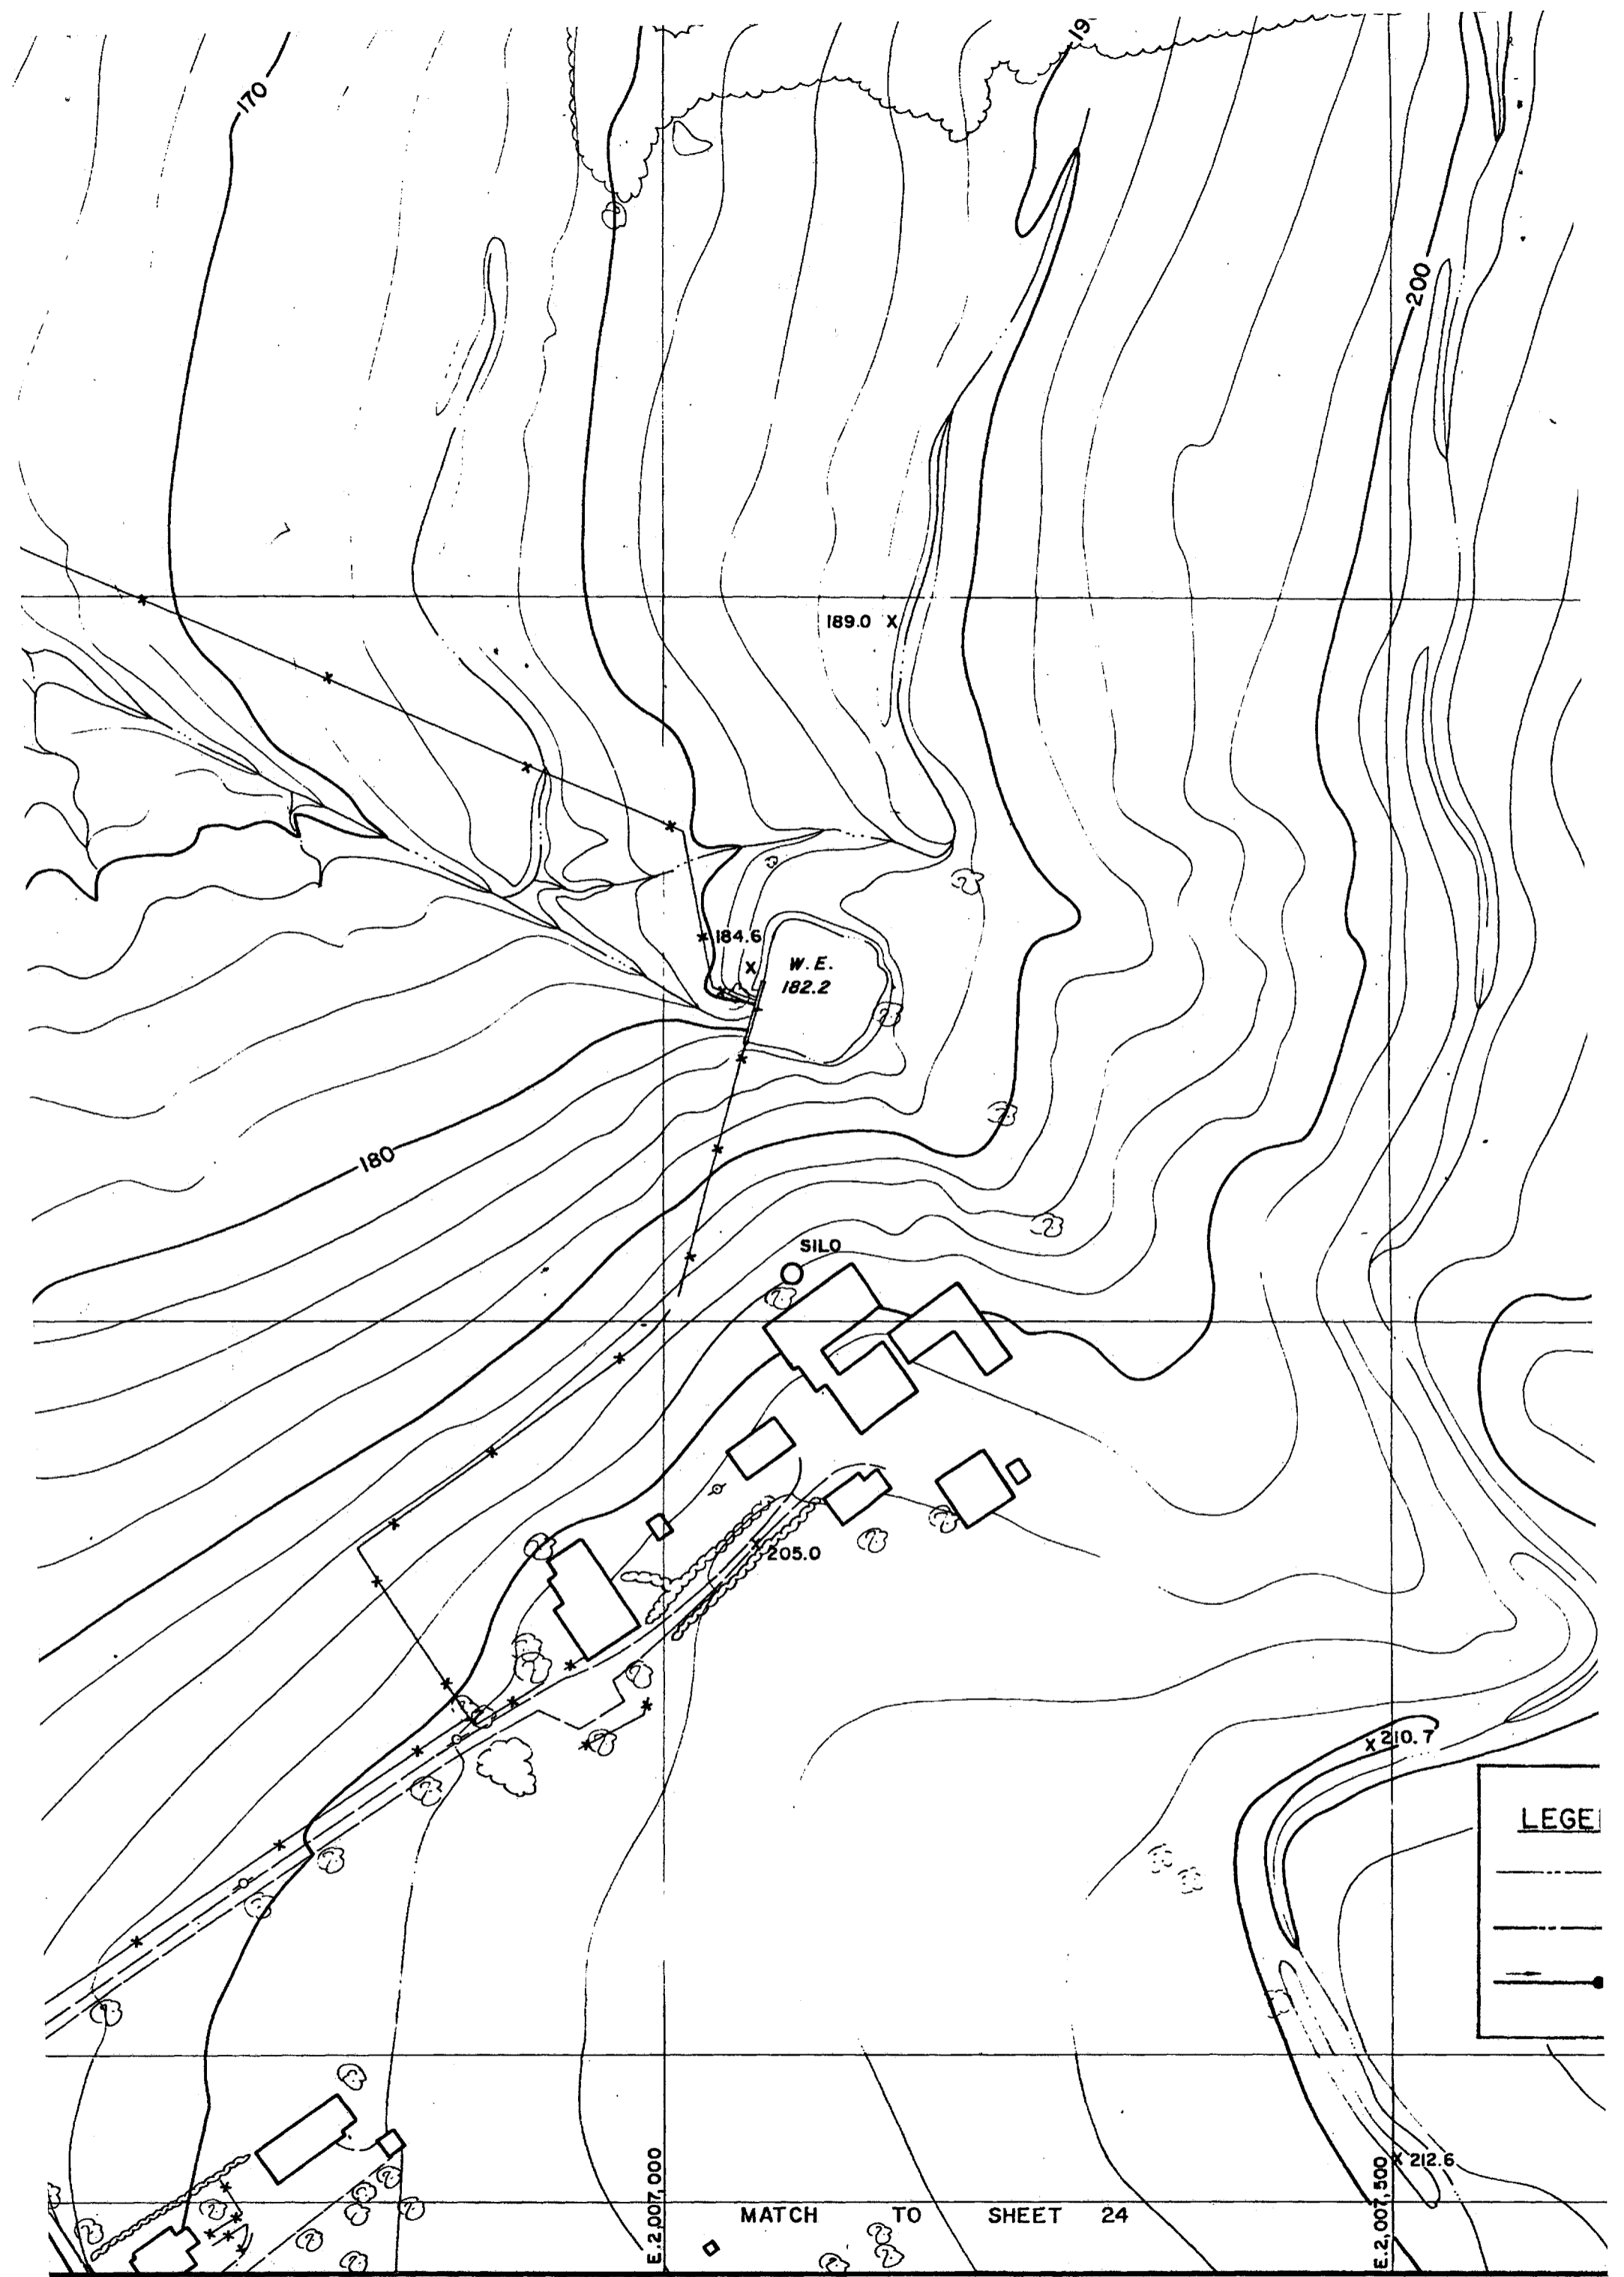 19
170
200
189.0 X
184.6
X
W. E.
182.2
180
SILO
205.0
X 210.7
LEGE
X 212.6
E. 2,007,000
E. 2,007,500
MATCH TO SHEET 24